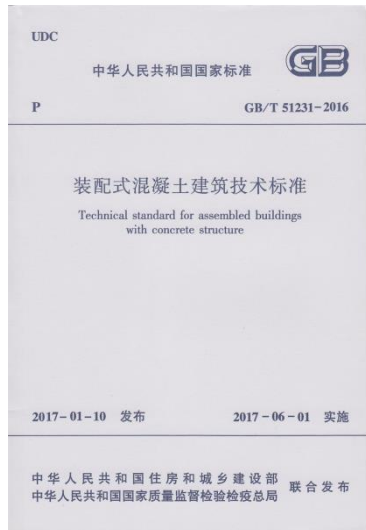 UDC
中华人民共和国国家标准
GB
P
GB/T 51231-2016
装配式混凝土建筑技术标准
Technical standard for assembled buildings
with concrete structure
2017-01-10 发布
2017-06-01 实施
中华人民共和国住房和城乡建设部
中华人民共和国国家质量监督检验检疫总局
联合发布